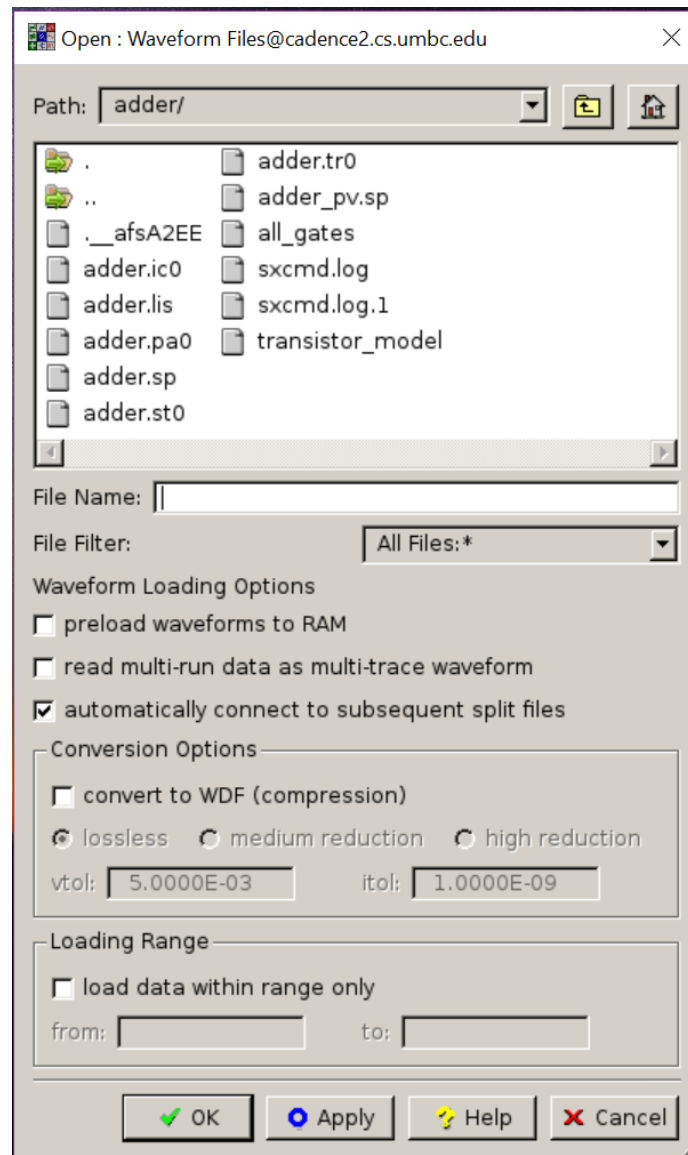 Open : Waveform Files@cadence2.cs.umbc.edu
Path: adder/
. adder.tr0
.. adder_pv.sp
.__afsA2EE all_gates
adder.ic0 sxcmd.log
adder.lis sxcmd.log.1
adder.pa0 transistor_model
adder.sp
adder.st0
File Name:
File Filter: All Files:*
Waveform Loading Options
preload waveforms to RAM
read multi-run data as multi-trace waveform
automatically connect to subsequent split files
Conversion Options
convert to WDF (compression)
lossless medium reduction high reduction
vtol: 5.0000E-03 itol: 1.0000E-09
Loading Range
load data within range only
from: to:
OK Apply Help Cancel